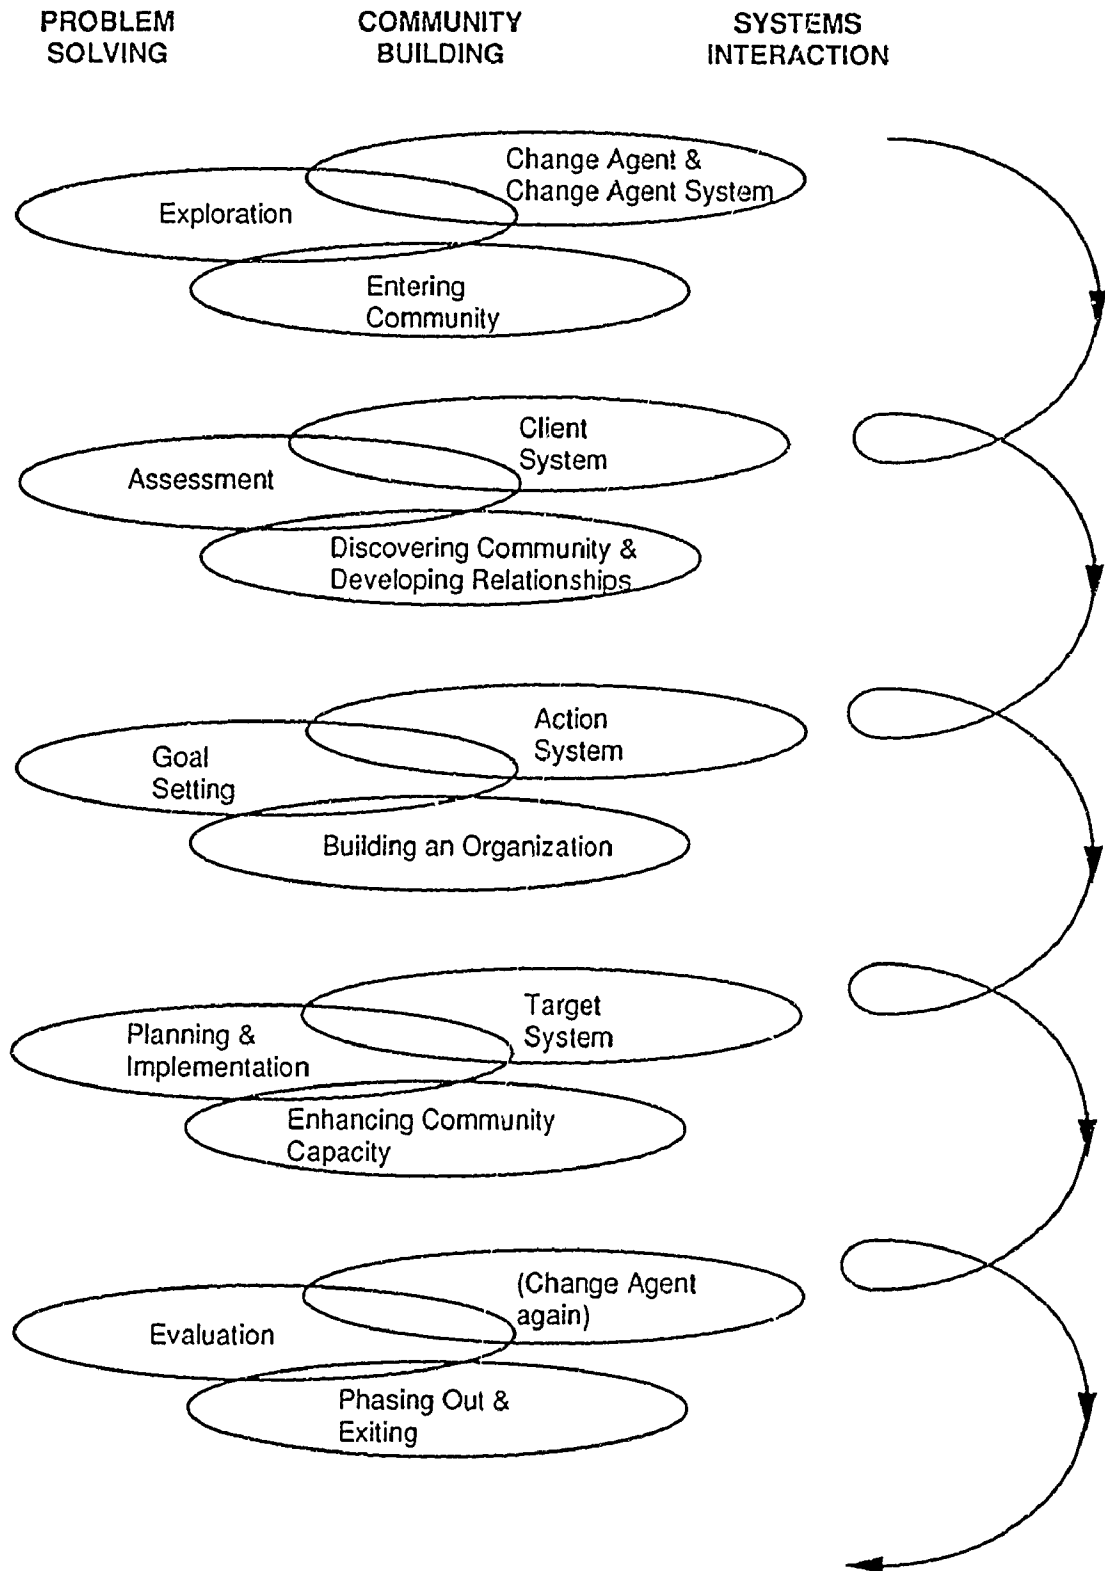 PROBLEM
SOLVING
COMMUNITY
BUILDING
SYSTEMS
INTERACTION
Change Agent &
Change Agent System
Exploration
Entering
Community
Client
System
Assessment
Discovering Community &
Developing Relationships
Action
System
Goal
Setting
Building an Organization
Target
System
Planning &
Implementation
Enhancing Community
Capacity
(Change Agent
again)
Evaluation
Phasing Out &
Exiting